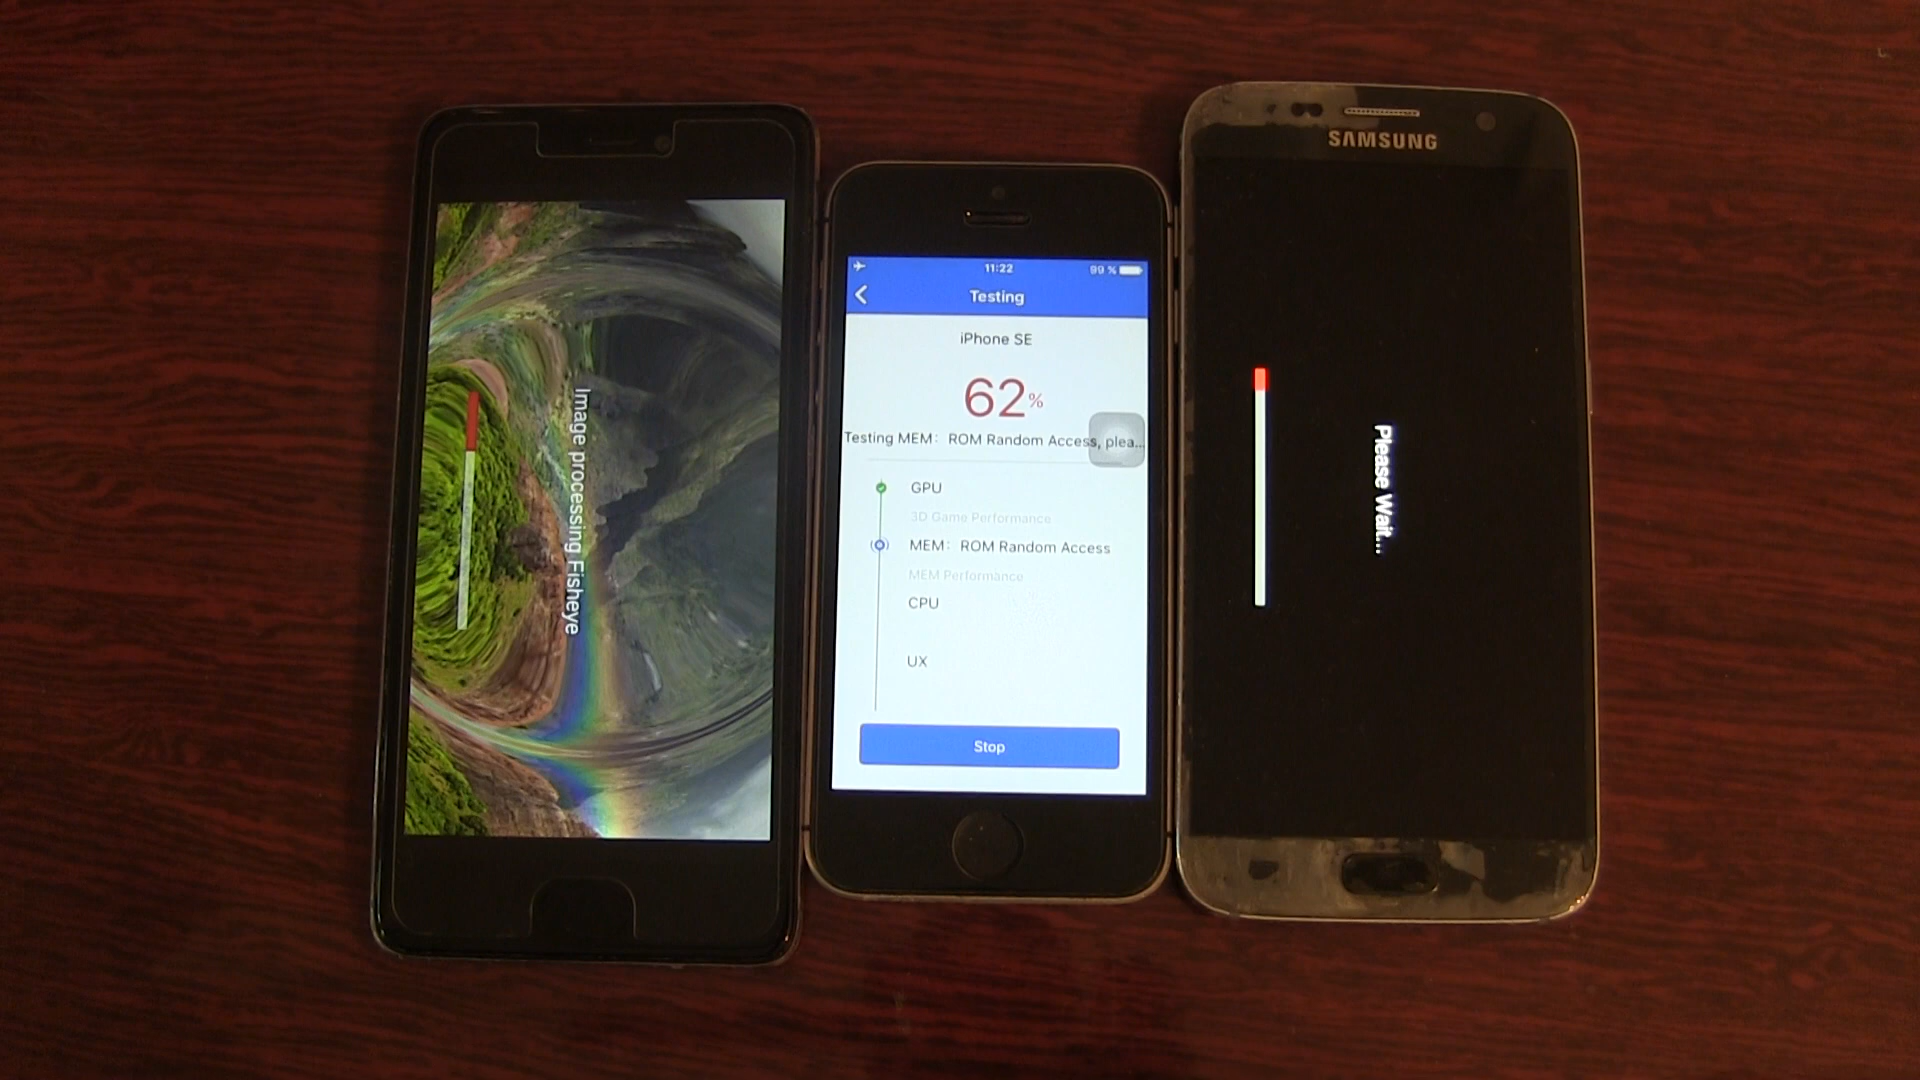 Image processing Fisheye
11:22
99 %
Testing
iPhone SE
62%
Testing MEM: ROM Random Access, plea...
GPU
3D Game Performance
MEM: ROM Random Access
MEM Performance
CPU
UX
Stop
SAMSUNG
Please Wait...